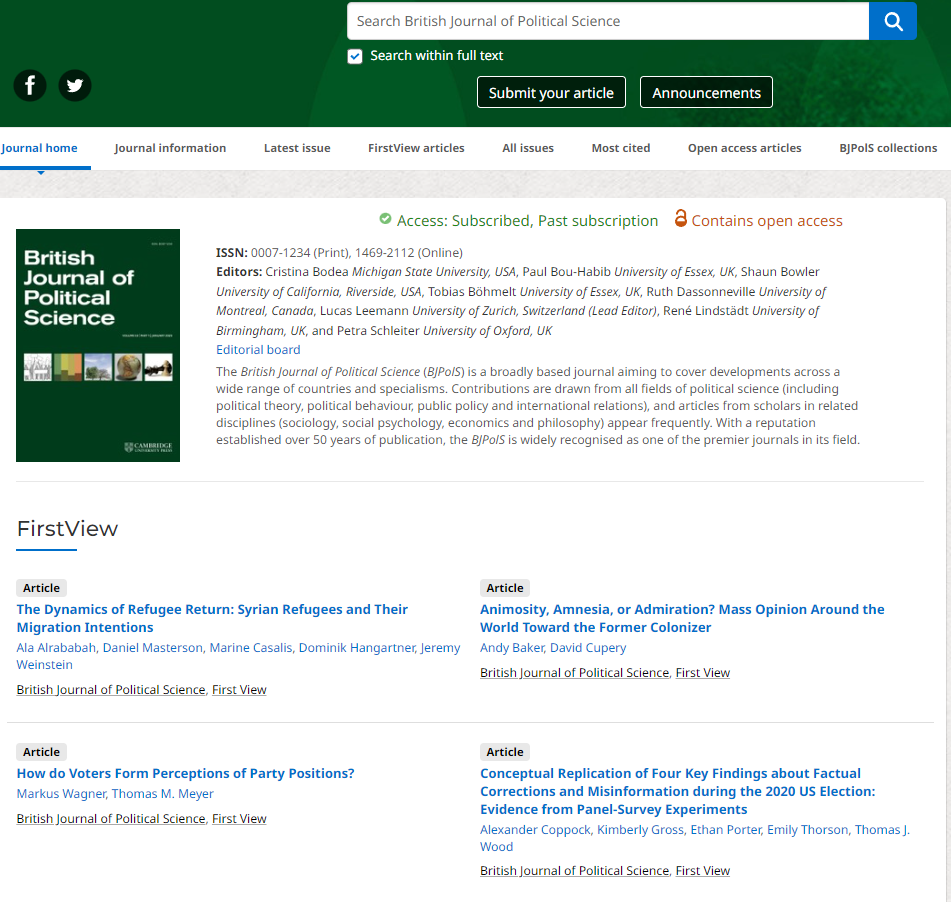 Search British Journal of Political Science
Search within full text
Submit your article
Announcements
Journal home
Journal information
Latest issue
FirstView articles
All issues
Most cited
Open access articles
BJPolS collections
Access: Subscribed, Past subscription
Contains open access
British
Journal of
Political
Science
CAMBRIDGE
UNIVERSITY PRESS
ISSN: 0007-1234 (Print), 1469-2112 (Online)
Editors: Cristina Bodea Michigan State University, USA, Paul Bou-Habib University of Essex, UK, Shaun Bowler
University of California, Riverside, USA, Tobias Böhmelt University of Essex, UK, Ruth Dassonneville University of
Montreal, Canada, Lucas Leemann University of Zurich, Switzerland (Lead Editor), René Lindstädt University of
Birmingham, UK, and Petra Schleiter University of Oxford, UK
Editorial board
The British Journal of Political Science (BJPolS) is a broadly based journal aiming to cover developments across a
wide range of countries and specialisms. Contributions are drawn from all fields of political science (including
political theory, political behaviour, public policy and international relations), and articles from scholars in related
disciplines (sociology, social psychology, economics and philosophy) appear frequently. With a reputation
established over 50 years of publication, the BJPolS is widely recognised as one of the premier journals in its field.
FirstView
Article
The Dynamics of Refugee Return: Syrian Refugees and Their
Migration Intentions
Ala Alrababah, Daniel Masterson, Marine Casalis, Dominik Hangartner, Jeremy
Weinstein
British Journal of Political Science, First View
Article
Animosity, Amnesia, or Admiration? Mass Opinion Around the
World Toward the Former Colonizer
Andy Baker, David Cupery
British Journal of Political Science, First View
Article
How do Voters Form Perceptions of Party Positions?
Markus Wagner, Thomas M. Meyer
British Journal of Political Science, First View
Article
Conceptual Replication of Four Key Findings about Factual
Corrections and Misinformation during the 2020 US Election:
Evidence from Panel-Survey Experiments
Alexander Coppock, Kimberly Gross, Ethan Porter, Emily Thorson, Thomas J.
Wood
British Journal of Political Science, First View